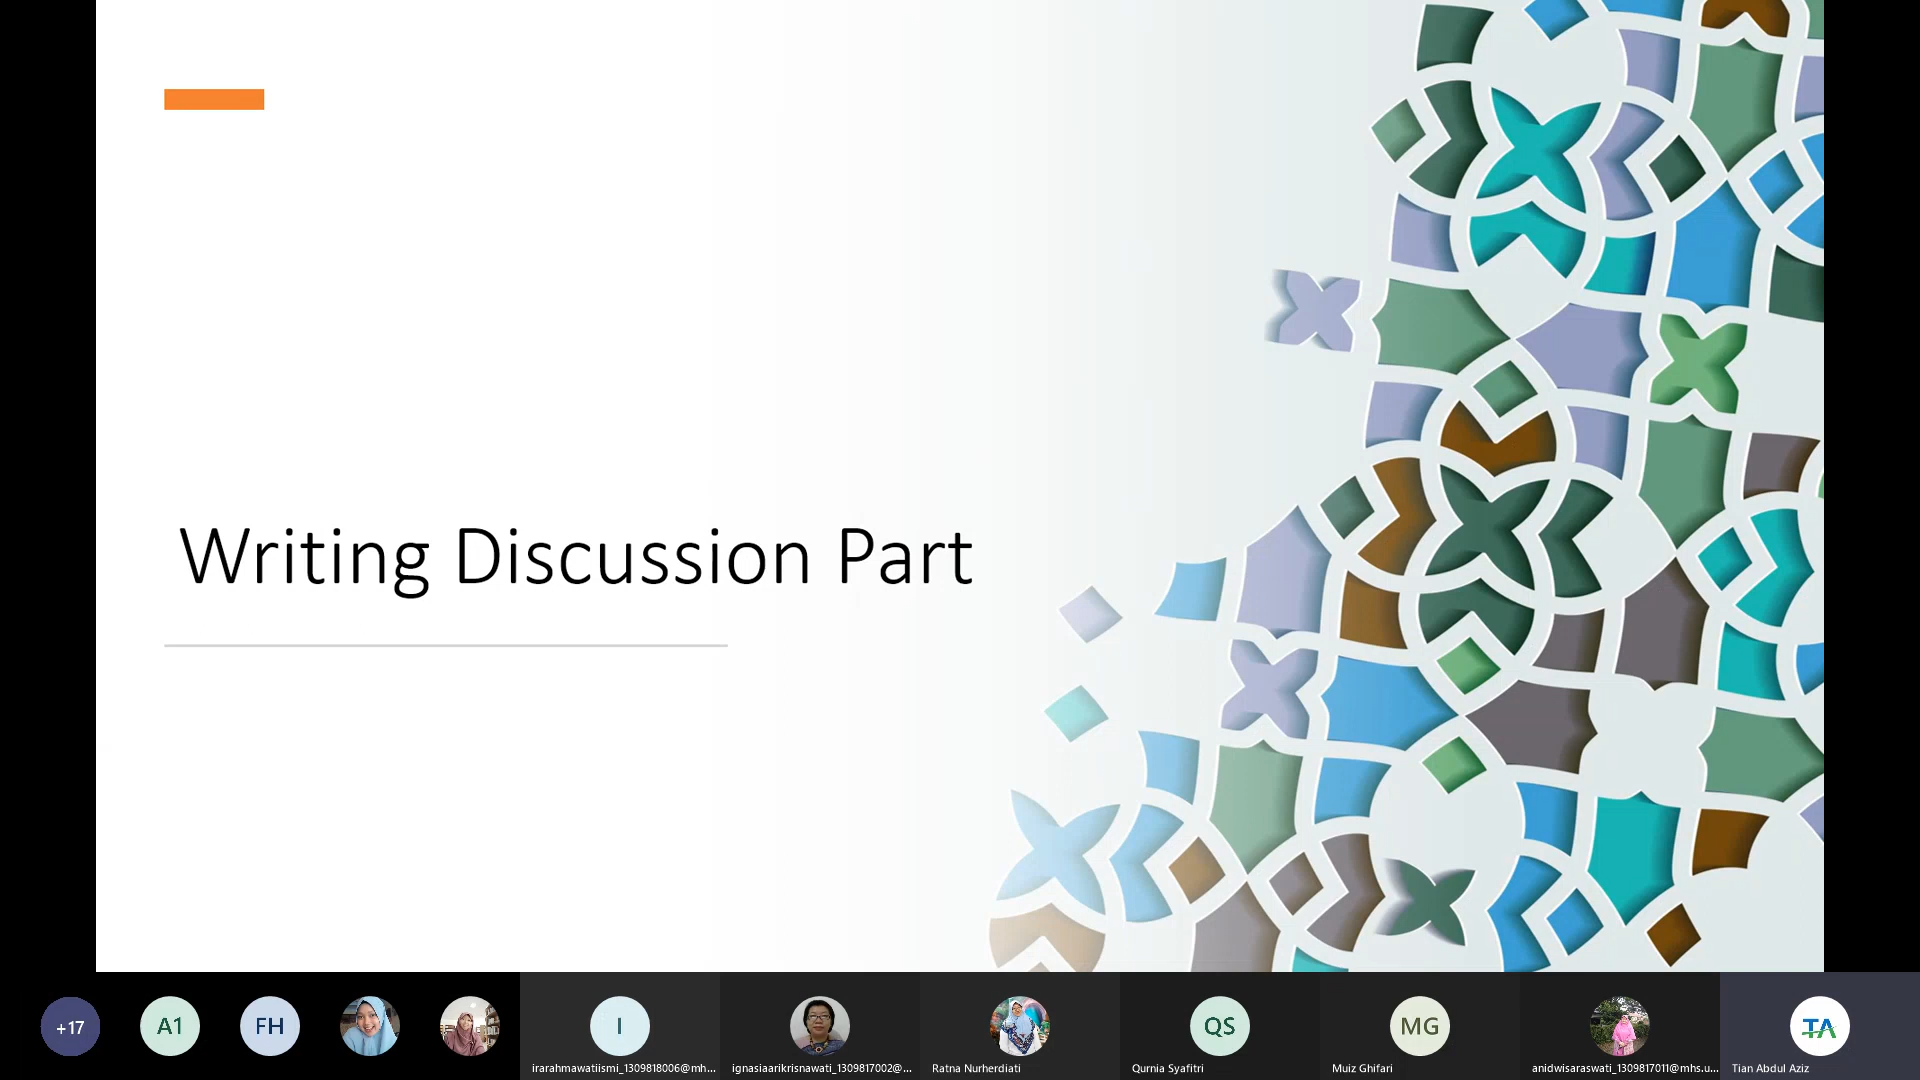 Writing Discussion Part
+17
A1
FH
I
QS
MG
TA
irarahmawatiismi_1309818006@mh...
ignasiaarikrisnawati_1309817002@...
Ratna Nurherdiati
Qurnia Syafitri
Muiz Ghifari
anidwisaraswati_1309817011@mhs.u...
Tian Abdul Aziz